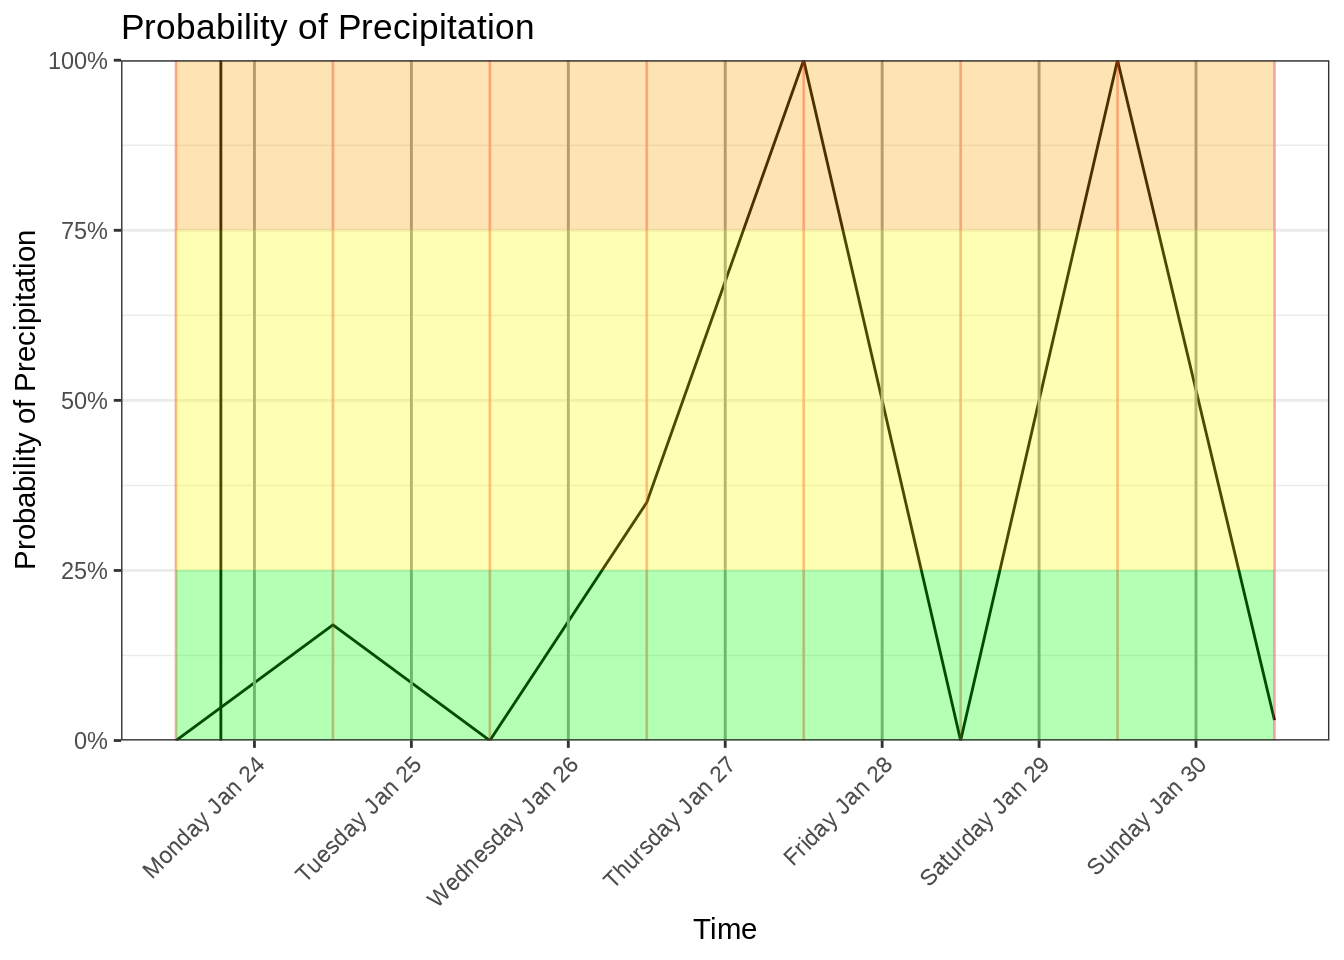 Probability of Precipitation
100%
75%
50%
25%
0%
Probability of Precipitation
Monday Jan 24
Tuesday Jan 25
Wednesday Jan 26
Thursday Jan 27
Friday Jan 28
Saturday Jan 29
Sunday Jan 30
Time